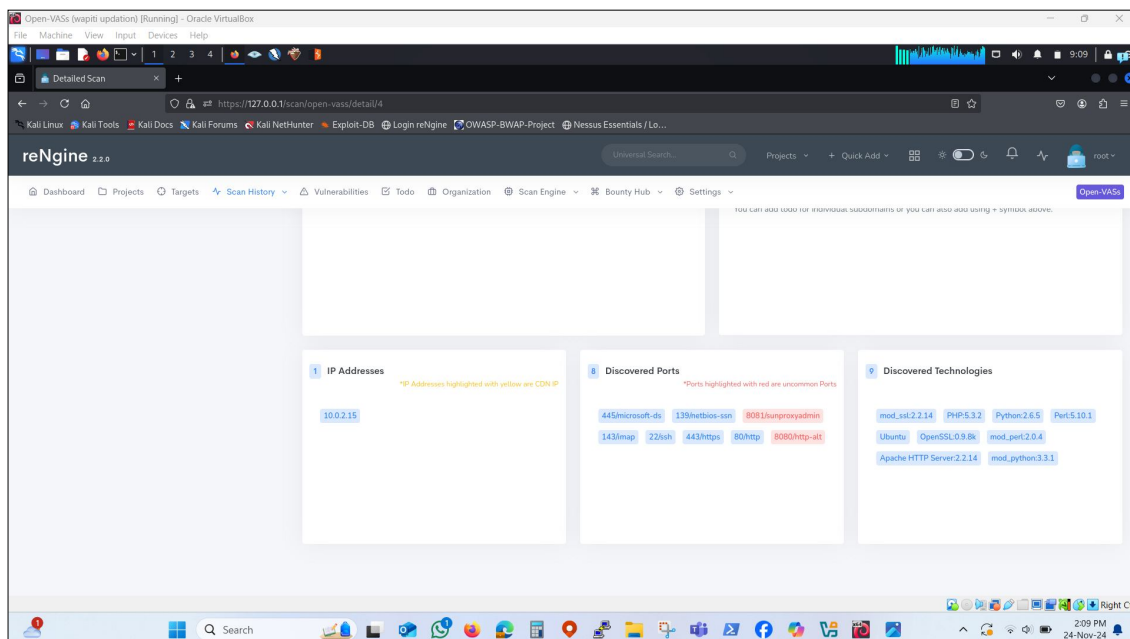 Open-VASs (wapiti updation) [Running] - Oracle VirtualBox
File Machine View Input Devices Help
1 2 3 4 9:09
Detailed Scan
https://127.0.0.1/scan/open-vass/detail/4
Kali Linux Kali Tools Kali Docs Kali Forums Kali NetHunter Exploit-DB Login reNgine OWASP-BWAP-Project Nessus Essentials / Lo...
reNgine 2.2.0 Universal Search... Projects + Quick Add root
Dashboard Projects Targets Scan History Vulnerabilities Todo Organization Scan Engine Bounty Hub Settings Open-VASs
You can add todo for individual subdomains or you can also add using + symbol above.
1 IP Addresses
*IP Addresses highlighted with yellow are CDN IP
10.0.2.15
8 Discovered Ports
*Ports highlighted with red are uncommon Ports
445/microsoft-ds 139/netbios-ssn 8081/sunproxyadmin
143/imap 22/ssh 443/https 80/http 8080/http-alt
9 Discovered Technologies
mod_ssl:2.2.14 PHP:5.3.2 Python:2.6.5 Perl:5.10.1
Ubuntu OpenSSL:0.9.8k mod_perl:2.0.4
Apache HTTP Server:2.2.14 mod_python:3.3.1
Right C
Search
2:09 PM
24-Nov-24